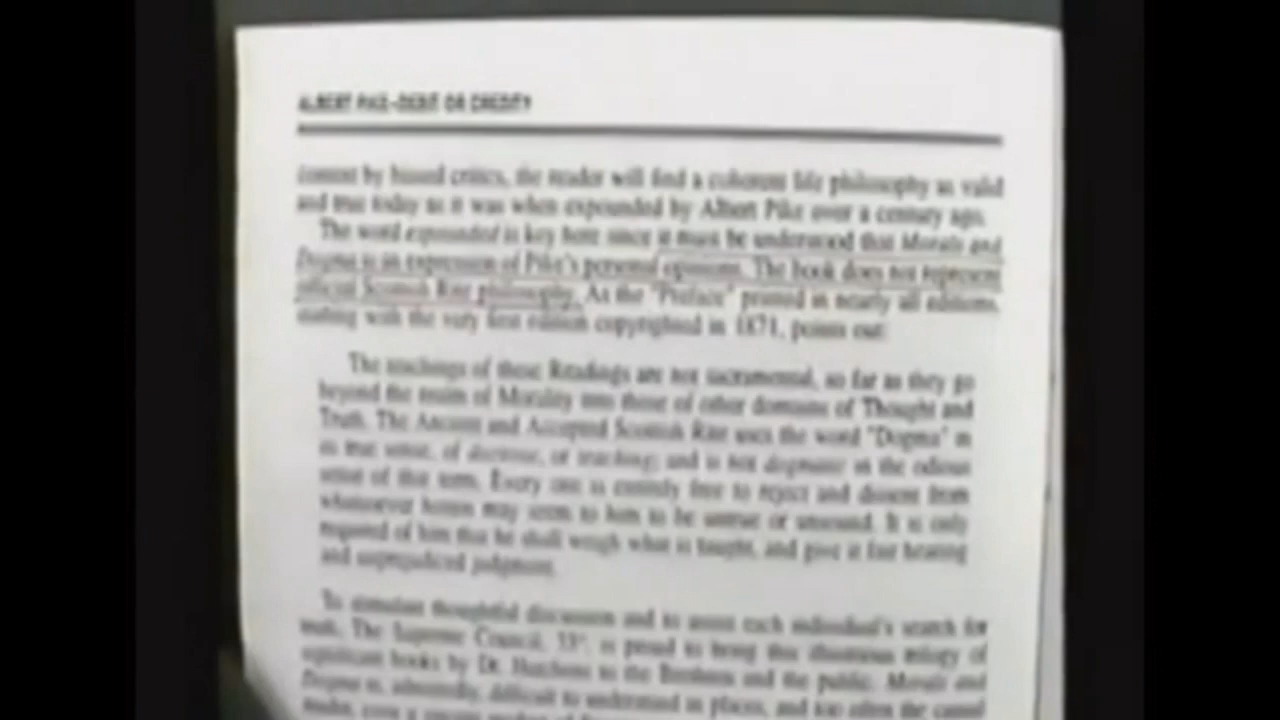 ALBERT PIKE–DEBIT OR CREDIT?
context by biased critics, the reader will find a coherent life philosophy as valid
and true today as it was when expounded by Albert Pike over a century ago.
The word expounded is key here since it must be understood that Morals and
Dogma is an expression of Pike's personal opinions. The book does not represent
official Scottish Rite philosophy. As the "Preface" printed in nearly all editions,
starting with the very first edition copyrighted in 1871, points out:
The teachings of these Readings are not sacramental, so far as they go
beyond the realm of Morality into those of other domains of Thought and
Truth. The Ancient and Accepted Scottish Rite uses the word "Dogma" in
its true sense, of doctrine, or teaching; and is not dogmatic in the odious
sense of that term. Every one is entirely free to reject and dissent from
whatsoever herein may seem to him to be untrue or unsound. It is only
required of him that he shall weigh what is taught, and give it fair hearing
and unprejudiced judgment.
To stimulate thoughtful discussion and to assist each individual's search for
truth, The Supreme Council, 33°, is proud to bring this illustrious trilogy of
significant books by Dr. Hutchens to the Brethren and the public. Morals and
Dogma is, admittedly, difficult to understand in places, and too often the casual
reader, even a